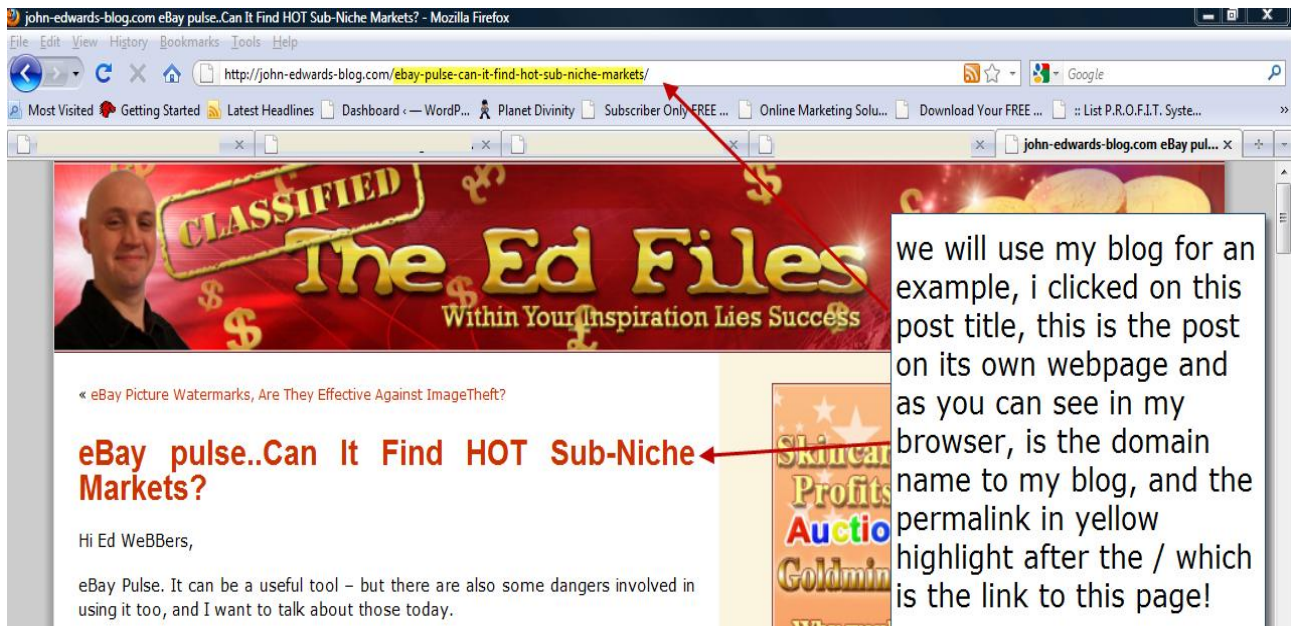 john-edwards-blog.com eBay pulse..Can It Find HOT Sub-Niche Markets? - Mozilla Firefox
File Edit View History Bookmarks Tools Help
http://john-edwards-blog.com/ebay-pulse-can-it-find-hot-sub-niche-markets/
Google
Most Visited Getting Started Latest Headlines Dashboard ‹ — WordP... Planet Divinity Subscriber Only FREE ... Online Marketing Solu... Download Your FREE ... :: List P.R.O.F.I.T. Syste... »
john-edwards-blog.com eBay pul...
CLASSIFIED
The Ed Files
Within Your Inspiration Lies Success
« eBay Picture Watermarks, Are They Effective Against ImageTheft?
eBay pulse..Can It Find HOT Sub-Niche
Markets?
Hi Ed WeBBers,
eBay Pulse. It can be a useful tool – but there are also some dangers involved in
using it too, and I want to talk about those today.
Profits
we will use my blog for an
example, i clicked on this
post title, this is the post
on its own webpage and
as you can see in my
browser, is the domain
name to my blog, and the
permalink in yellow
highlight after the / which
is the link to this page!